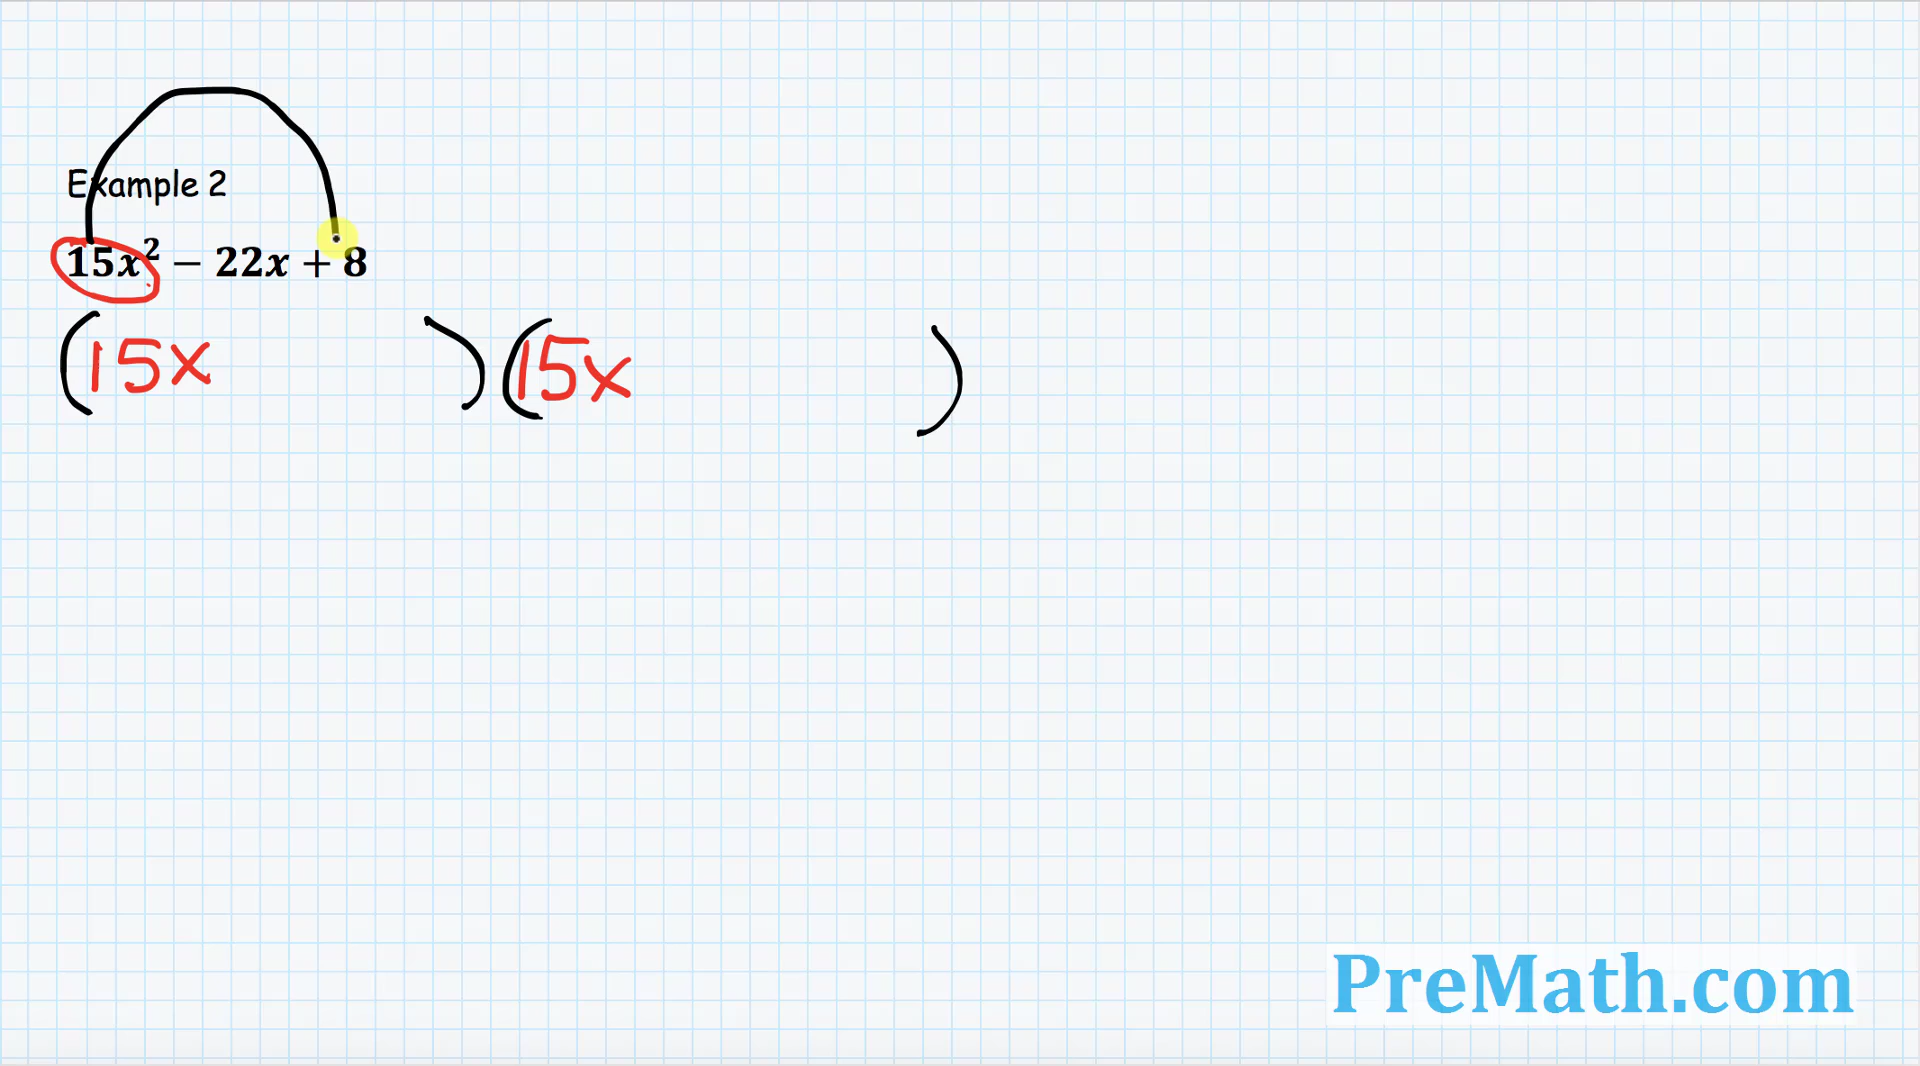 Example 2
15x² − 22x + 8
(15x )(15x )
PreMath.com